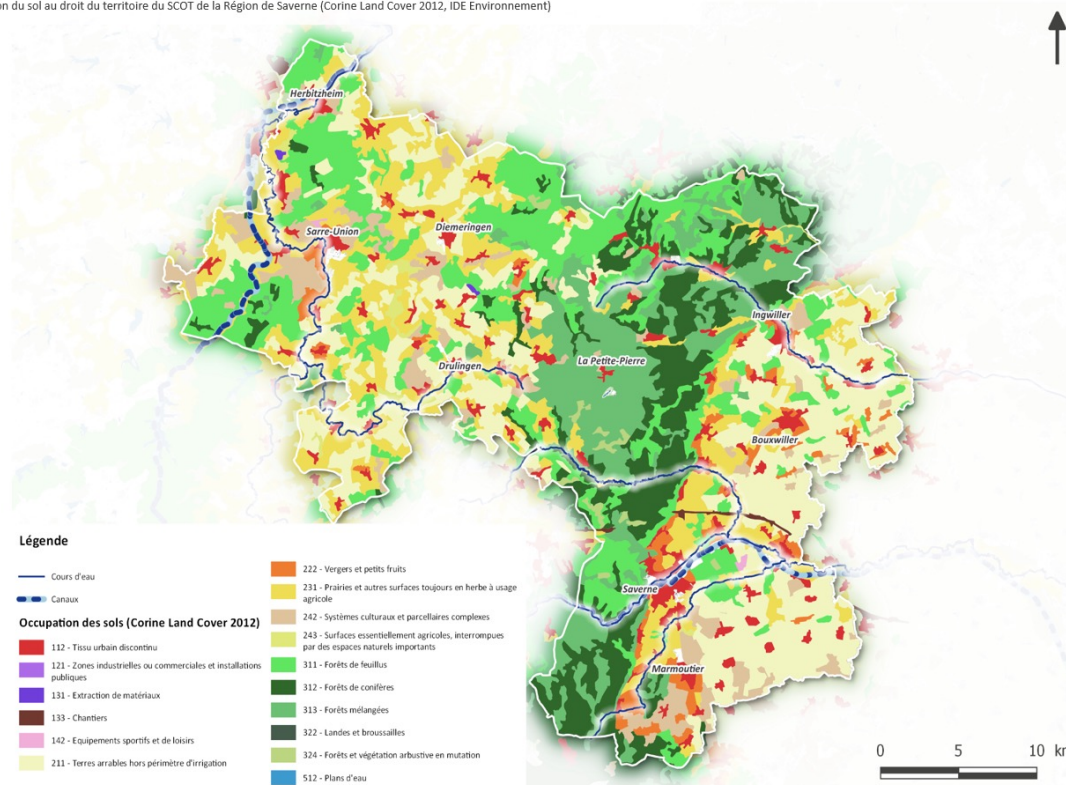 on du sol au droit du territoire du SCOT de la Région de Saverne (Corine Land Cover 2012, IDE Environnement)
Herbitzheim
Sarre-Union
Diemeringen
Ingwiller
La Petite-Pierre
Drulingen
Bouxwiller
Saverne
Marmoutier
Légende
Cours d'eau
Canaux
Occupation des sols (Corine Land Cover 2012)
112 - Tissu urbain discontinu
121 - Zones industrielles ou commerciales et installations
publiques
131 - Extraction de matériaux
133 - Chantiers
142 - Equipements sportifs et de loisirs
211 - Terres arrables hors périmètre d'irrigation
222 - Vergers et petits fruits
231 - Prairies et autres surfaces toujours en herbe à usage
agricole
242 - Systèmes culturaux et parcellaires complexes
243 - Surfaces essentiellement agricoles, interrompues
par des espaces naturels importants
311 - Forêts de feuillus
312 - Forêts de conifères
313 - Forêts mélangées
322 - Landes et broussailles
324 - Forêts et végétation arbustive en mutation
512 - Plans d'eau
0 5 10 km